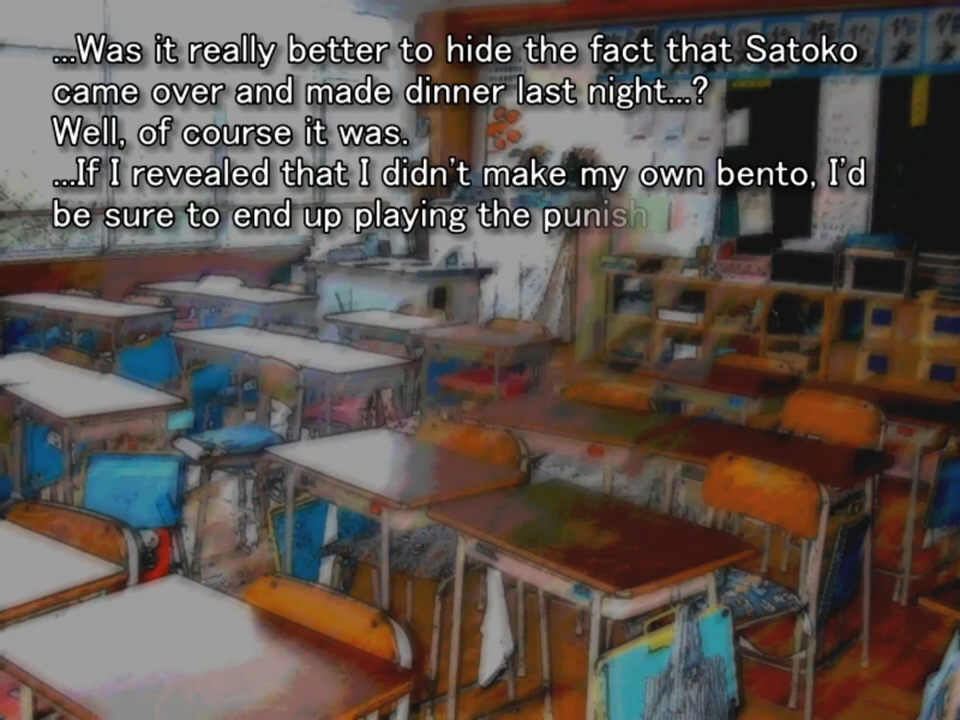 ...Was it really better to hide the fact that Satoko
came over and made dinner last night...?
Well, of course it was.
...If I revealed that I didn't make my own bento, I'd
be sure to end up playing the punish